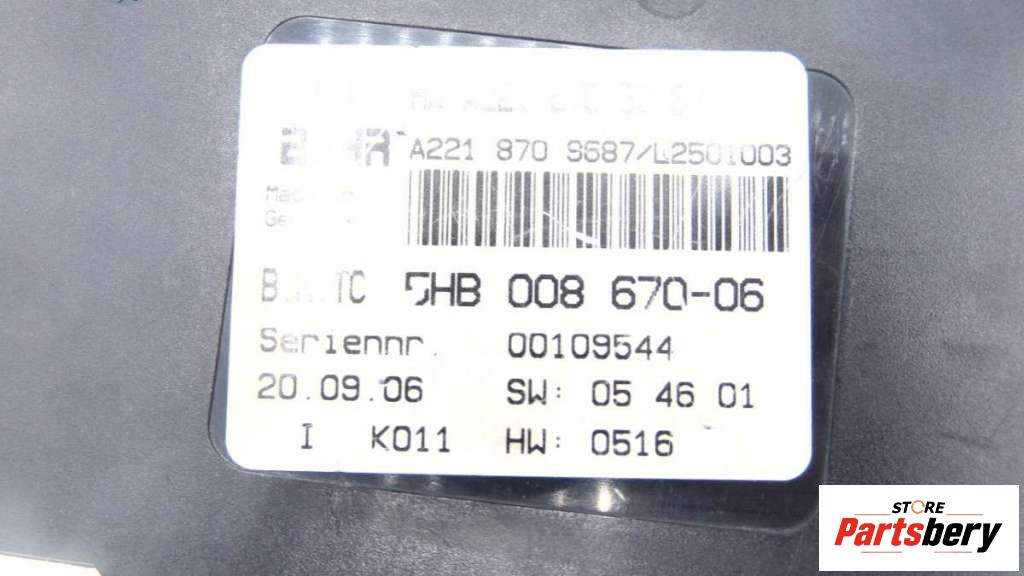 A221 870 9687/L2501003
5HB 008 670-06
Seriennr. 00109544
20.09.06 SW: 05 46 01
I K011 HW: 0516
STORE
Partsbery